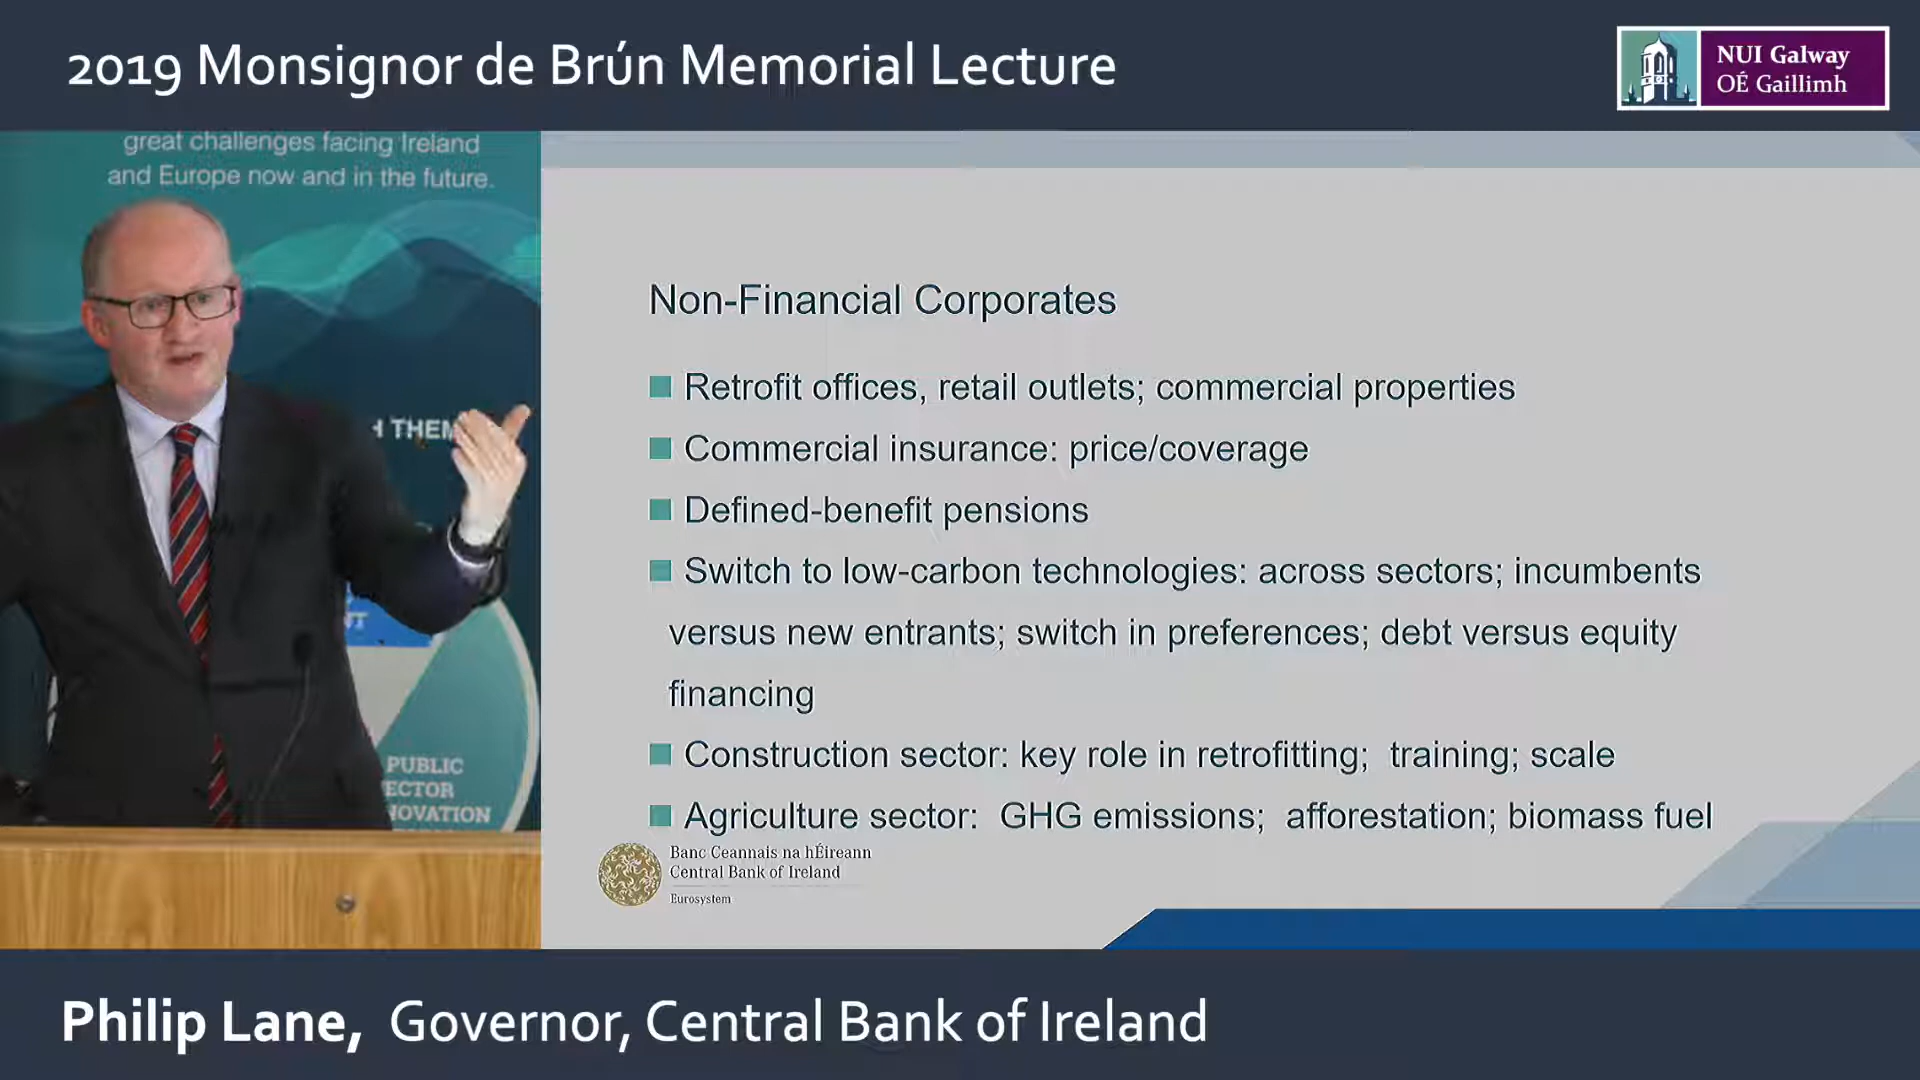 2019 Monsignor de Brún Memorial Lecture
NUI Galway
OÉ Gaillimh
great challenges facing Ireland
and Europe now and in the future.
PUBLIC
Non-Financial Corporates
Retrofit offices, retail outlets; commercial properties
Commercial insurance: price/coverage
Defined-benefit pensions
Switch to low-carbon technologies: across sectors; incumbents
versus new entrants; switch in preferences; debt versus equity
financing
Construction sector: key role in retrofitting; training; scale
Agriculture sector: GHG emissions; afforestation; biomass fuel
Banc Ceannais na hÉireann
Central Bank of Ireland
Eurosystem
Philip Lane, Governor, Central Bank of Ireland